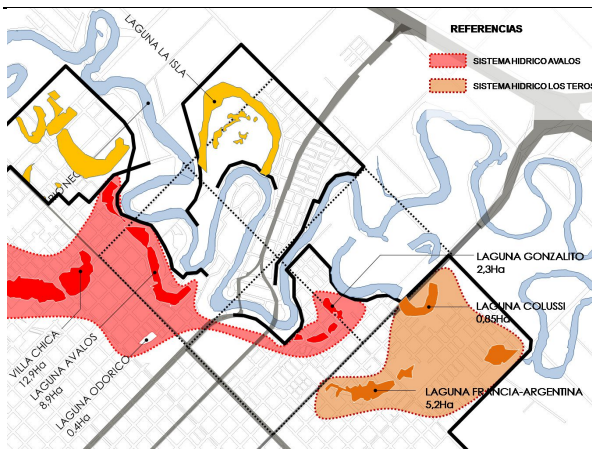 REFERENCIAS
SISTEMA HIDRICO AVALOS
SISTEMA HIDRICO LOS TEROS
LAGUNA LA ISLA
LAGUNA GONZALITO
2,3Ha
LAGUNA COLUSSI
0,85Ha
LAGUNA FRANCIA-ARGENTINA
5,2Ha
VILLA CHICA
12.9Ha
LAGUNA AVALOS
8.9Ha
LAGUNA ODORICO
0.4Ha